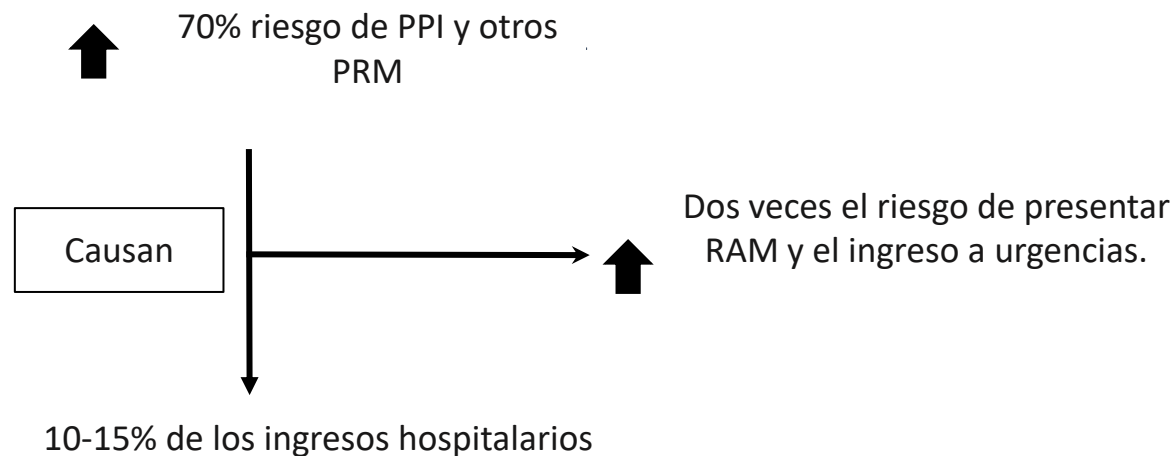 70% riesgo de PPI y otros
PRM
Causan
Dos veces el riesgo de presentar
RAM y el ingreso a urgencias.
10-15% de los ingresos hospitalarios